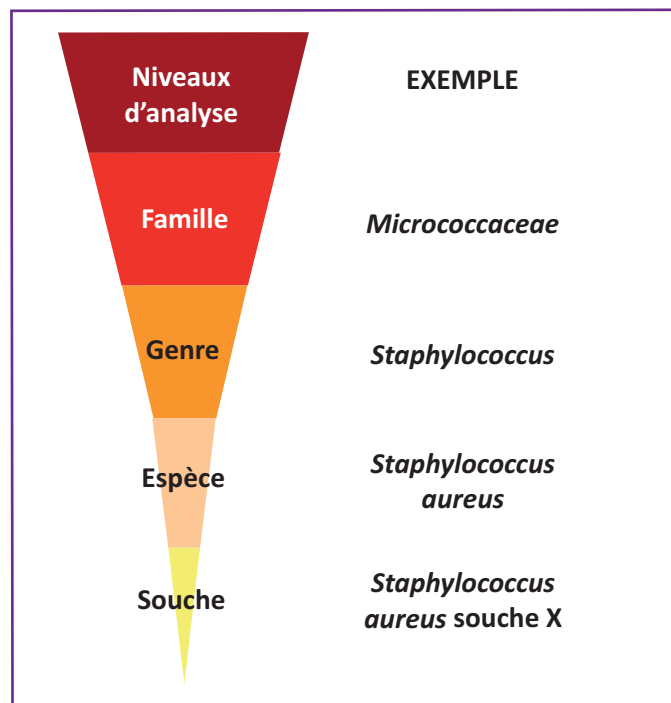 Niveaux
d’analyse
EXEMPLE
Famille
Micrococcaceae
Genre
Staphylococcus
Espèce
Staphylococcus
aureus
Souche
Staphylococcus
aureus souche X